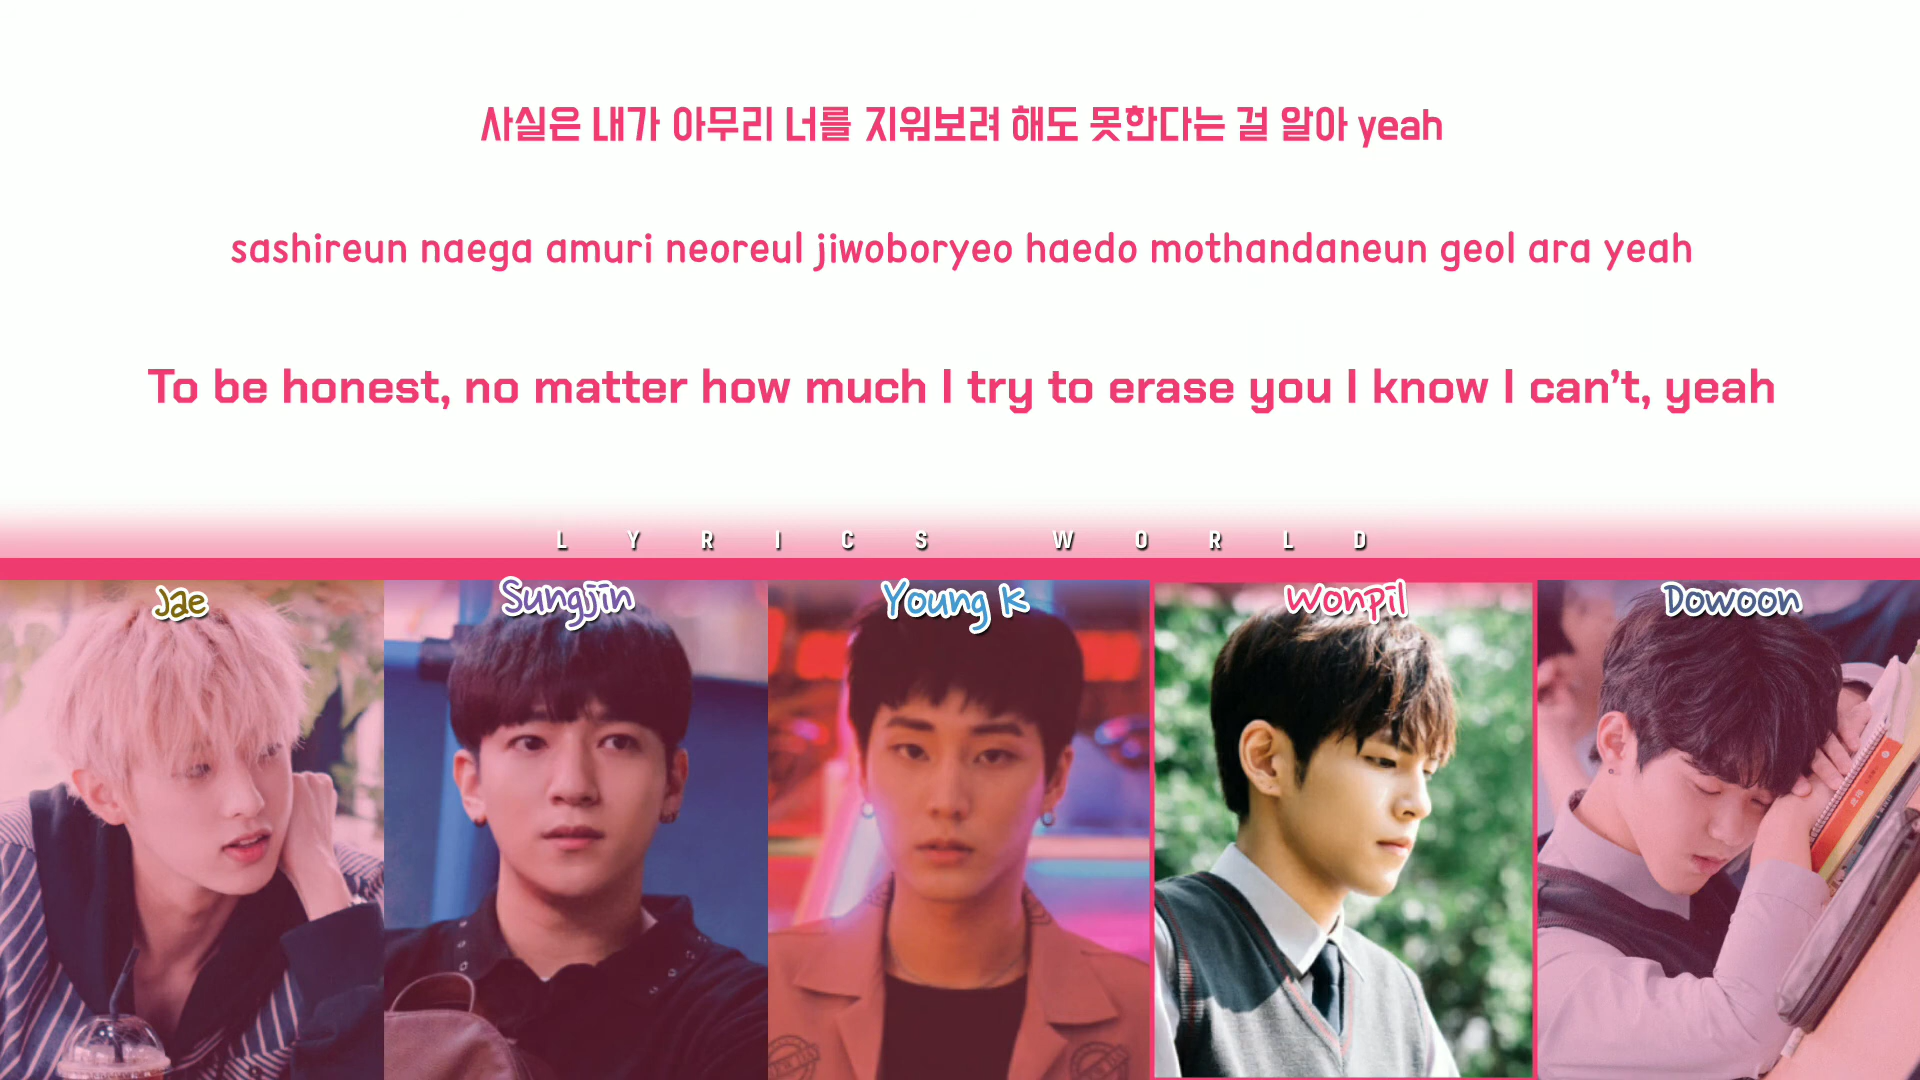 사실은 내가 아무리 너를 지워보려 해도 못한다는 걸 알아 yeah
sashireun naega amuri neoreul jiwoboryeo haedo mothandaneun geol ara yeah
To be honest, no matter how much I try to erase you I know I can't, yeah
LYRICS WORLD
Jae
Sungjin
Young K
Wonpil
Dowoon